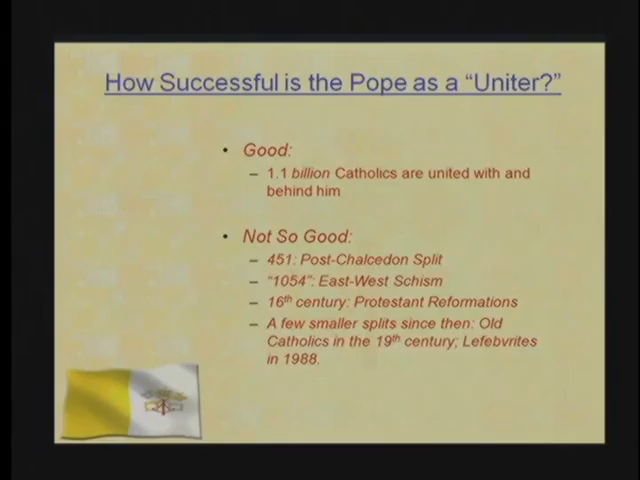 How Successful is the Pope as a “Uniter?”
• Good:
– 1.1 billion Catholics are united with and
behind him
• Not So Good:
– 451: Post-Chalcedon Split
– “1054”: East-West Schism
– 16th century: Protestant Reformations
– A few smaller splits since then: Old
Catholics in the 19th century; Lefebvrites
in 1988.